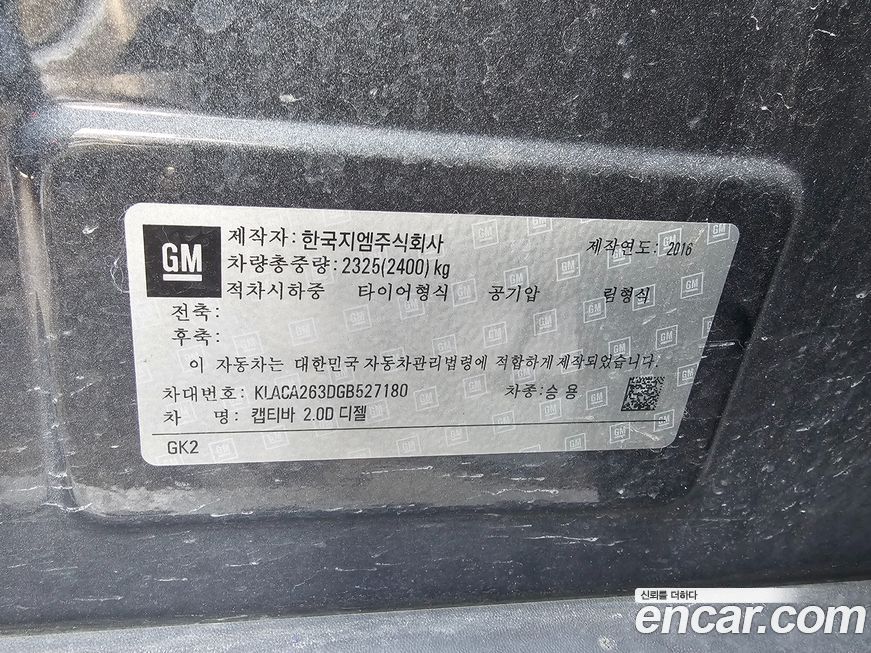 GM
제작자: 한국지엠주식회사 제작연도: 2016
차량총중량: 2325(2400) kg
적차시하중 타이어형식 공기압 림형식
전축:
후축:
이 자동차는 대한민국 자동차관리법령에 적합하게 제작되었습니다.
차대번호: KLACA263DGB527180 차종: 승용
차 명: 캡티바 2.0D 디젤
GK2
신뢰를 더하다
encar.com